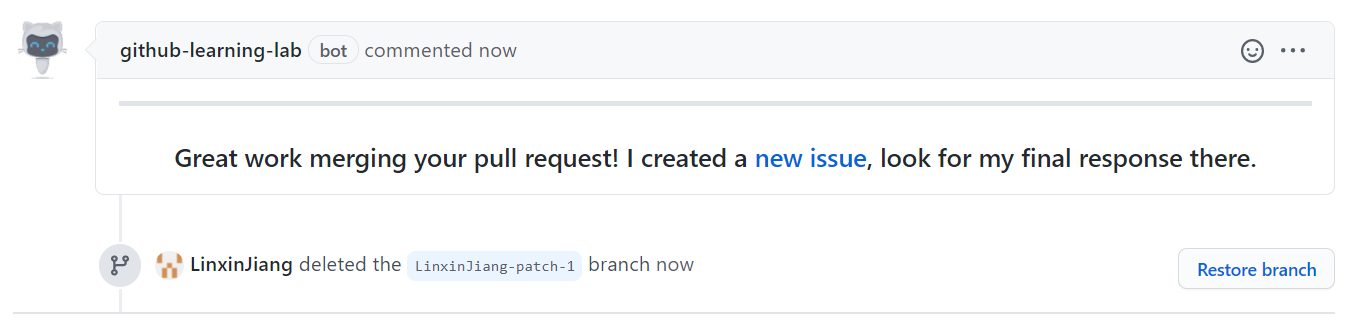 github-learning-lab bot commented now
Great work merging your pull request! I created a new issue, look for my final response there.
LinxinJiang deleted the LinxinJiang-patch-1 branch now
Restore branch